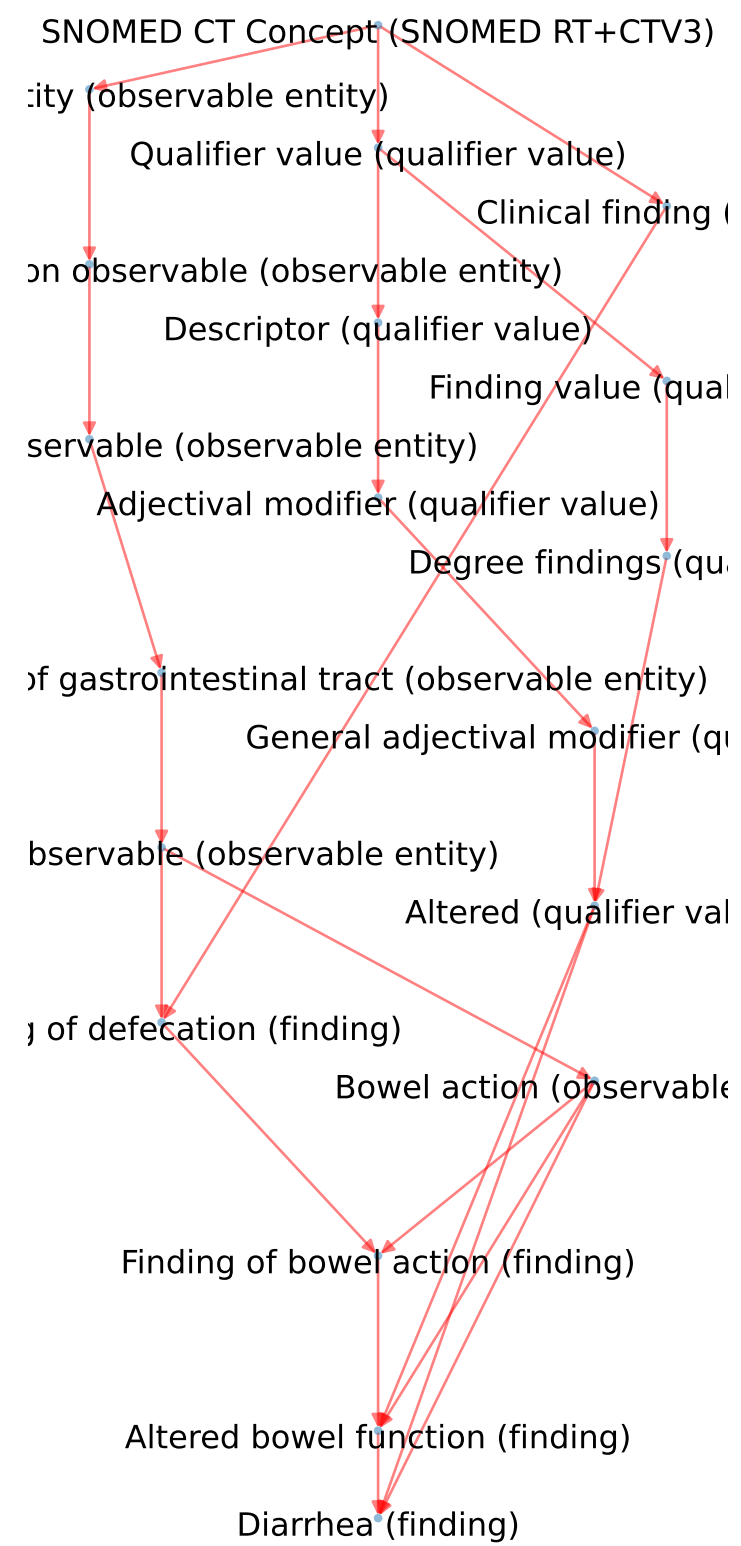 SNOMED CT Concept (SNOMED RT+CTV3)
tity (observable entity)
Qualifier value (qualifier value)
Clinical finding (
on observable (observable entity)
Descriptor (qualifier value)
Finding value (qual
servable (observable entity)
Adjectival modifier (qualifier value)
Degree findings (qua
of gastrointestinal tract (observable entity)
General adjectival modifier (qu
bservable (observable entity)
Altered (qualifier val
g of defecation (finding)
Bowel action (observable
Finding of bowel action (finding)
Altered bowel function (finding)
Diarrhea (finding)